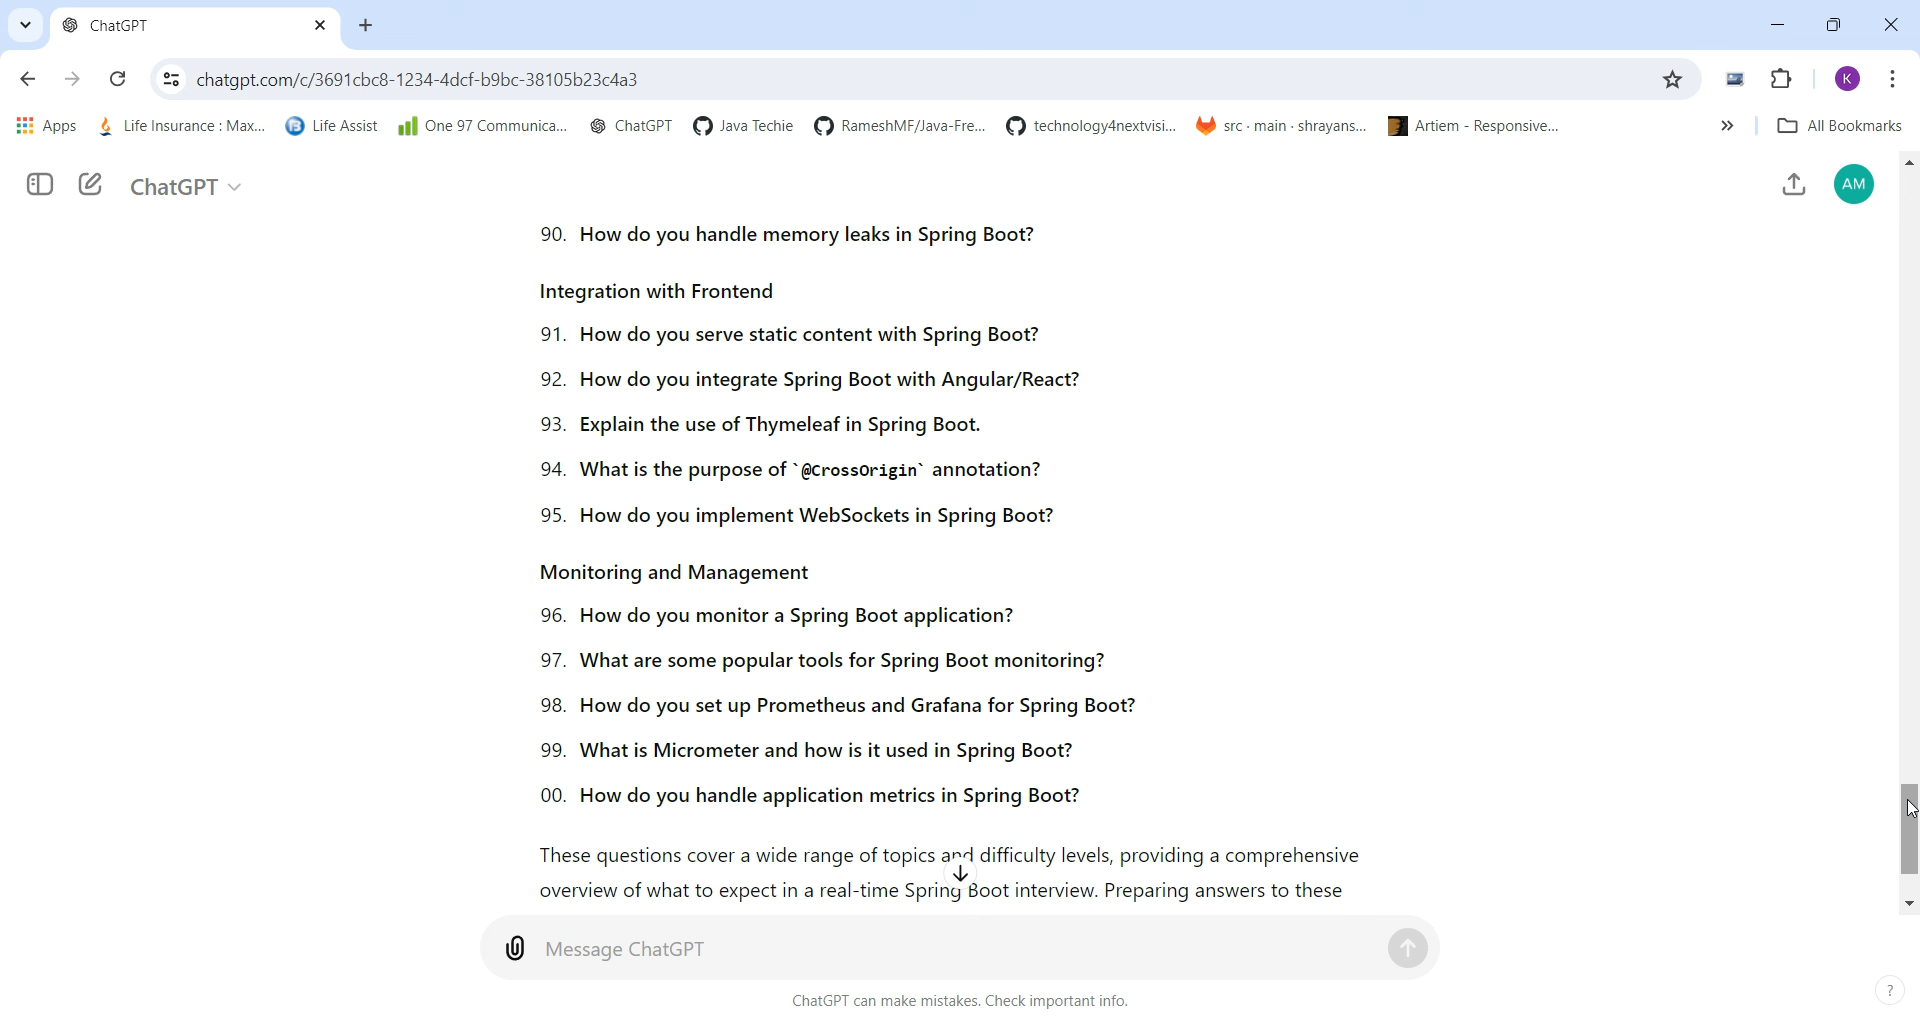 ChatGPT
chatgpt.com/c/3691cbc8-1234-4dcf-b9bc-38105b23c4a3
K
Apps
Life Insurance : Max...
Life Assist
One 97 Communica...
ChatGPT
Java Techie
RameshMF/Java-Fre...
technology4nextvisi...
src · main · shrayans...
Artiem - Responsive...
All Bookmarks
ChatGPT
AM
90. How do you handle memory leaks in Spring Boot?
Integration with Frontend
91. How do you serve static content with Spring Boot?
92. How do you integrate Spring Boot with Angular/React?
93. Explain the use of Thymeleaf in Spring Boot.
94. What is the purpose of `@CrossOrigin` annotation?
95. How do you implement WebSockets in Spring Boot?
Monitoring and Management
96. How do you monitor a Spring Boot application?
97. What are some popular tools for Spring Boot monitoring?
98. How do you set up Prometheus and Grafana for Spring Boot?
99. What is Micrometer and how is it used in Spring Boot?
00. How do you handle application metrics in Spring Boot?
These questions cover a wide range of topics and difficulty levels, providing a comprehensive
overview of what to expect in a real-time Spring Boot interview. Preparing answers to these
Message ChatGPT
ChatGPT can make mistakes. Check important info.
?